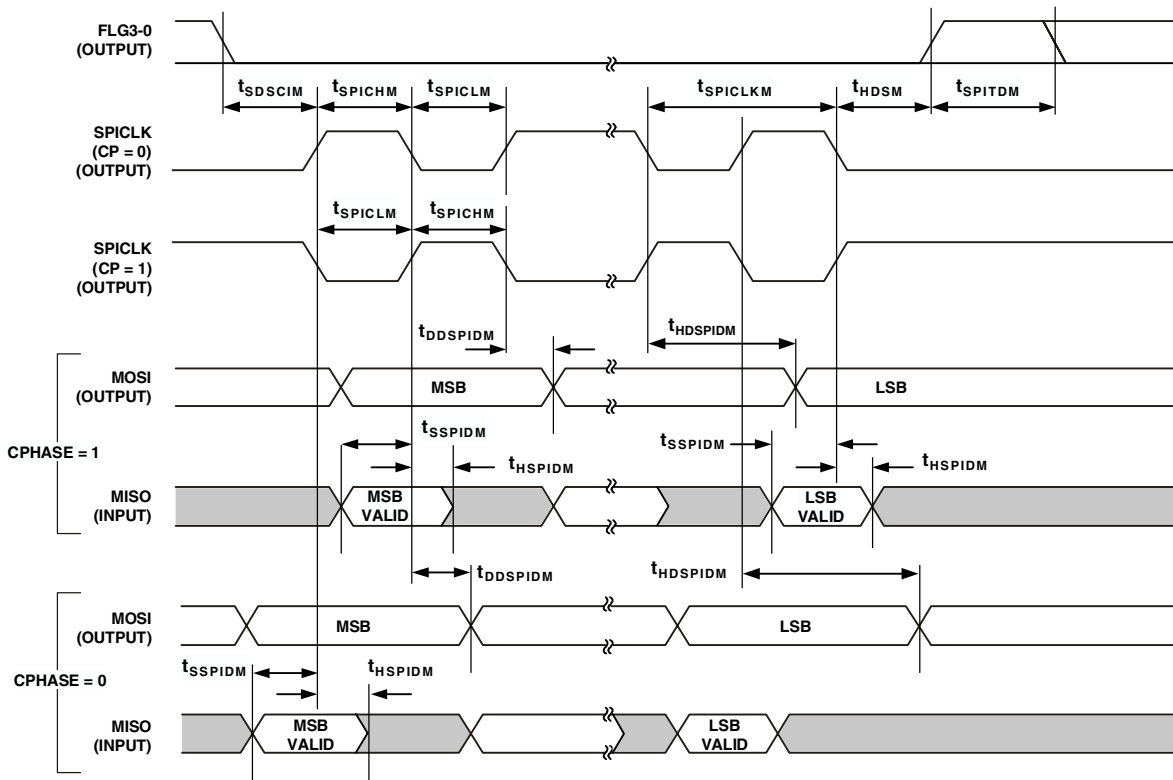 FLG3-0
(OUTPUT)
tSDSCIM
tSPICHM
tSPICLM
tSPICLKM
tHDSM
tSPITDM
SPICLK
(CP = 0)
(OUTPUT)
tSPICLM
tSPICHM
SPICLK
(CP = 1)
(OUTPUT)
tDDSPIDM
tHDSPIDM
CPHASE = 1
MOSI
(OUTPUT)
MSB
LSB
tSSPIDM
tHSPIDM
tSSPIDM
tHSPIDM
MISO
(INPUT)
MSB
VALID
LSB
VALID
tDDSPIDM
tHDSPIDM
CPHASE = 0
MOSI
(OUTPUT)
MSB
LSB
tSSPIDM
tHSPIDM
MISO
(INPUT)
MSB
VALID
LSB
VALID